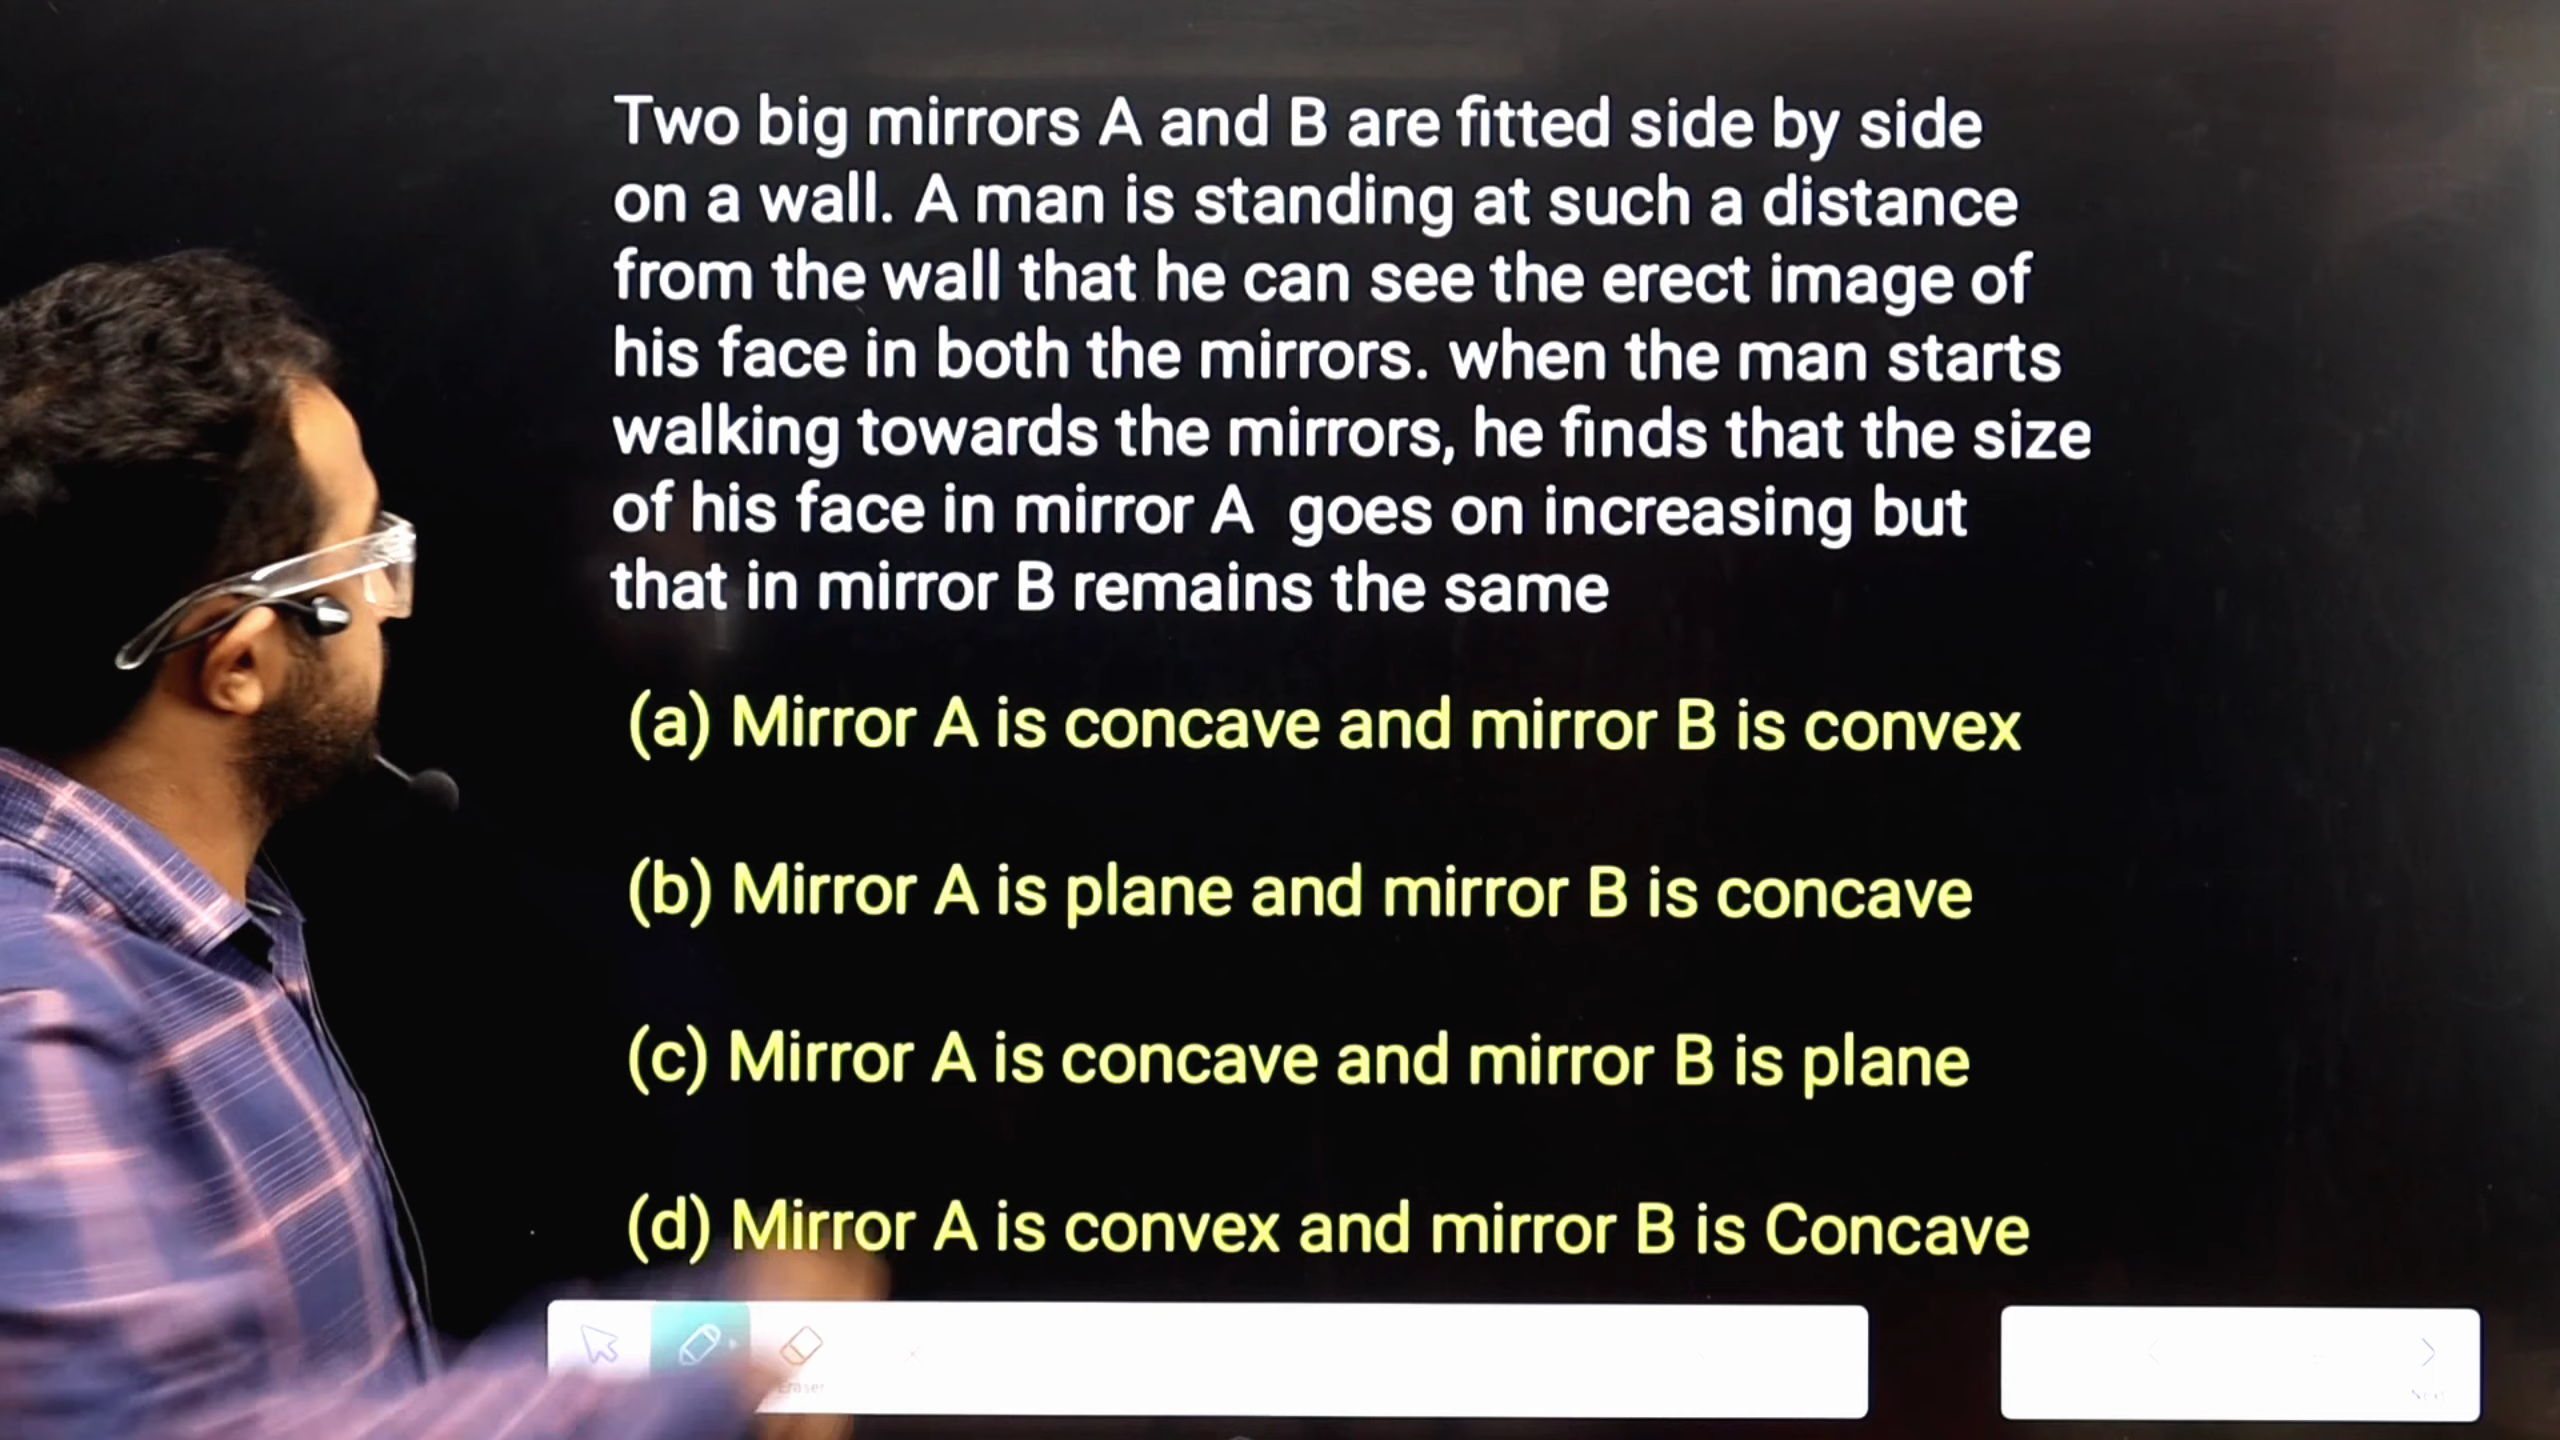 Two big mirrors A and B are fitted side by side
on a wall. A man is standing at such a distance
from the wall that he can see the erect image of
his face in both the mirrors. when the man starts
walking towards the mirrors, he finds that the size
of his face in mirror A goes on increasing but
that in mirror B remains the same
(a) Mirror A is concave and mirror B is convex
(b) Mirror A is plane and mirror B is concave
(c) Mirror A is concave and mirror B is plane
(d) Mirror A is convex and mirror B is Concave
Eraser